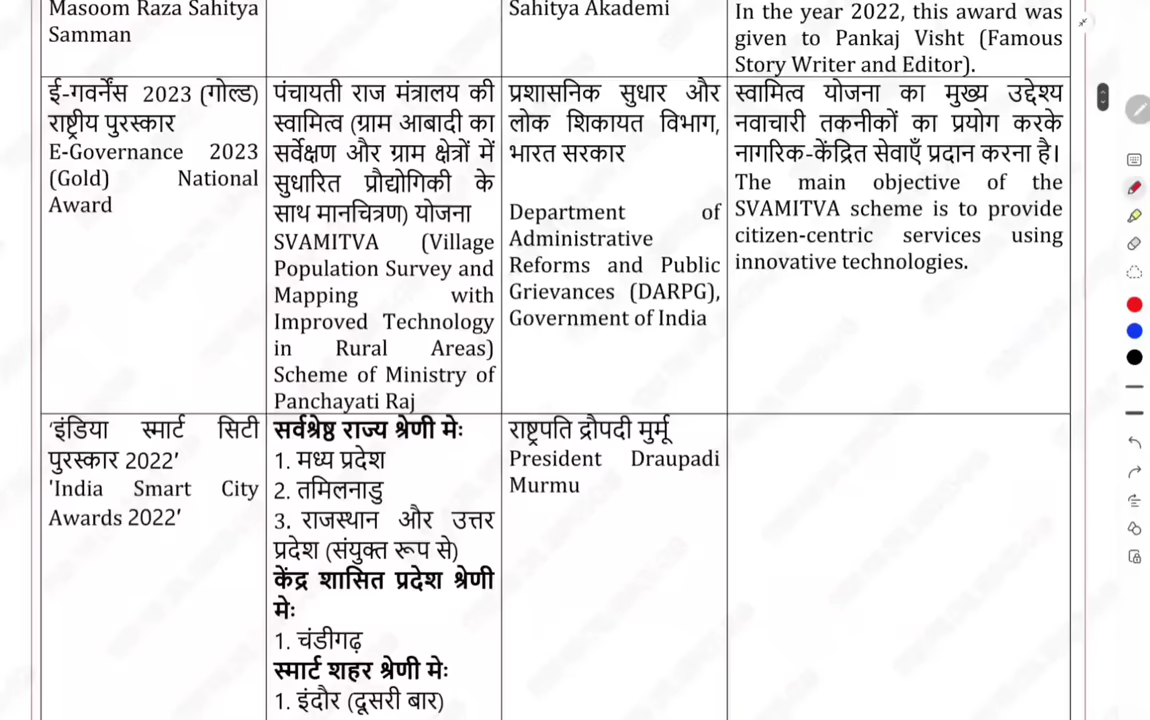 Masoom Raza Sahitya
Samman
Sahitya Akademi
In the year 2022, this award was
given to Pankaj Visht (Famous
Story Writer and Editor).
ई-गवर्नेंस 2023 (गोल्ड)
राष्ट्रीय पुरस्कार
E-Governance 2023
(Gold) National
Award
पंचायती राज मंत्रालय की
स्वामित्व (ग्राम आबादी का
सर्वेक्षण और ग्राम क्षेत्रों में
सुधारित प्रौद्योगिकी के
साथ मानचित्रण) योजना
SVAMITVA (Village
Population Survey and
Mapping with
Improved Technology
in Rural Areas)
Scheme of Ministry of
Panchayati Raj
प्रशासनिक सुधार और
लोक शिकायत विभाग,
भारत सरकार
Department of
Administrative
Reforms and Public
Grievances (DARPG),
Government of India
स्वामित्व योजना का मुख्य उद्देश्य
नवाचारी तकनीकों का प्रयोग करके
नागरिक-केंद्रित सेवाएँ प्रदान करना है।
The main objective of the
SVAMITVA scheme is to provide
citizen-centric services using
innovative technologies.
'इंडिया स्मार्ट सिटी
पुरस्कार 2022'
'India Smart City
Awards 2022'
सर्वश्रेष्ठ राज्य श्रेणी मेः
1. मध्य प्रदेश
2. तमिलनाडु
3. राजस्थान और उत्तर
प्रदेश (संयुक्त रूप से)
केंद्र शासित प्रदेश श्रेणी
मेः
1. चंडीगढ़
स्मार्ट शहर श्रेणी मेः
1. इंदौर (दूसरी बार)
राष्ट्रपति द्रौपदी मुर्मू
President Draupadi
Murmu